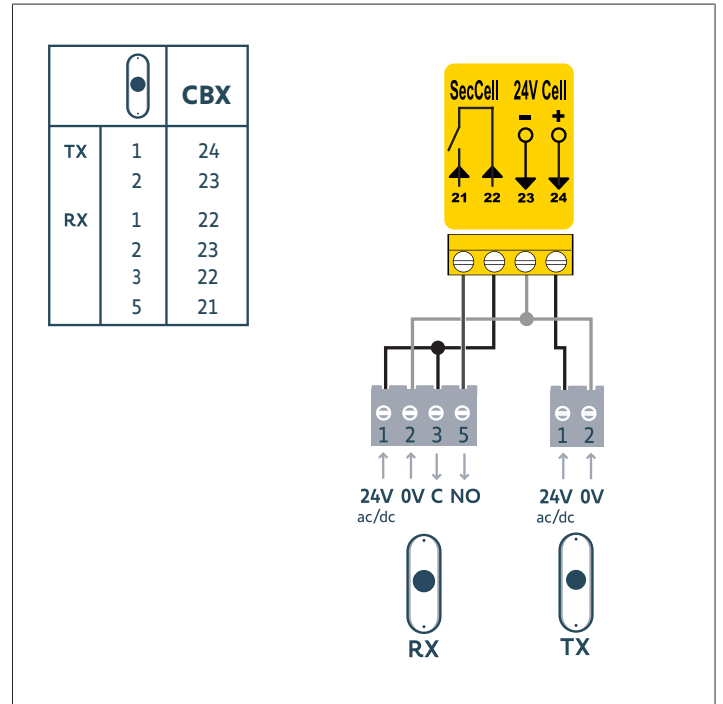 CBX
TX 1 24
2 23
RX 1 22
2 23
3 22
5 21
SecCell 24V Cell
- +
21 22 23 24
1 2 3 5
1 2
24V 0V C NO
ac/dc
24V 0V
ac/dc
RX
TX